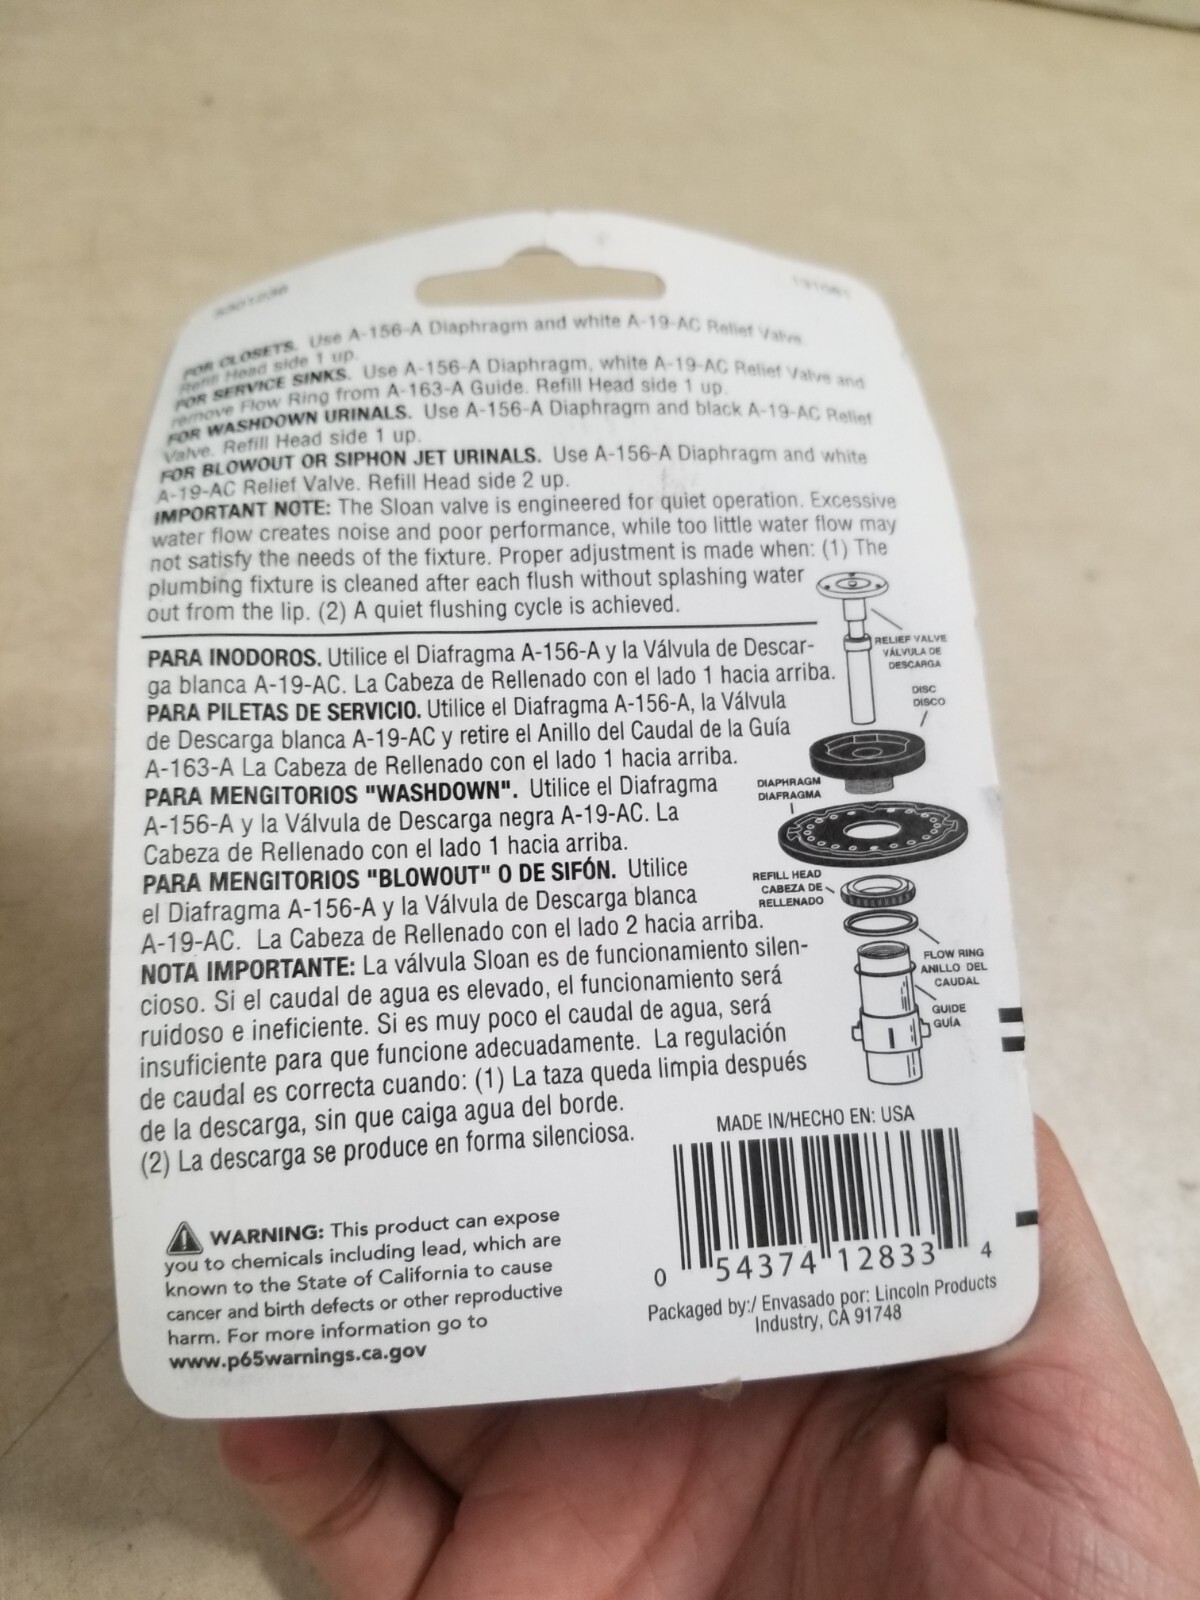 FOR CLOSETS. Use A-156-A Diaphragm and white A-19-AC Relief Valve.
Refill Head side 1 up.
FOR SERVICE SINKS. Use A-156-A Diaphragm, white A-19-AC Relief Valve and
remove Flow Ring from A-163-A Guide. Refill Head side 1 up.
FOR WASHDOWN URINALS. Use A-156-A Diaphragm and black A-19-AC Relief
Valve. Refill Head side 1 up.
FOR BLOWOUT OR SIPHON JET URINALS. Use A-156-A Diaphragm and white
A-19-AC Relief Valve. Refill Head side 2 up.
IMPORTANT NOTE: The Sloan valve is engineered for quiet operation. Excessive
water flow creates noise and poor performance, while too little water flow may
not satisfy the needs of the fixture. Proper adjustment is made when: (1) The
plumbing fixture is cleaned after each flush without splashing water
out from the lip. (2) A quiet flushing cycle is achieved.
PARA INODOROS. Utilice el Diafragma A-156-A y la Válvula de Descar-
ga blanca A-19-AC. La Cabeza de Rellenado con el lado 1 hacia arriba.
PARA PILETAS DE SERVICIO. Utilice el Diafragma A-156-A, la Válvula
de Descarga blanca A-19-AC y retire el Anillo del Caudal de la Guía
A-163-A La Cabeza de Rellenado con el lado 1 hacia arriba.
PARA MENGITORIOS "WASHDOWN". Utilice el Diafragma
A-156-A y la Válvula de Descarga negra A-19-AC. La
Cabeza de Rellenado con el lado 1 hacia arriba.
PARA MENGITORIOS "BLOWOUT" O DE SIFÓN. Utilice
el Diafragma A-156-A y la Válvula de Descarga blanca
A-19-AC. La Cabeza de Rellenado con el lado 2 hacia arriba.
NOTA IMPORTANTE: La válvula Sloan es de funcionamiento silen-
cioso. Si el caudal de agua es elevado, el funcionamiento será
ruidoso e ineficiente. Si es muy poco el caudal de agua, será
insuficiente para que funcione adecuadamente. La regulación
de caudal es correcta cuando: (1) La taza queda limpia después
de la descarga, sin que caiga agua del borde.
(2) La descarga se produce en forma silenciosa.
RELIEF VALVE
VÁLVULA DE
DESCARGA
DISC
DISCO
DIAPHRAGM
DIAFRAGMA
REFILL HEAD
CABEZA DE
RELLENADO
FLOW RING
ANILLO DEL
CAUDAL
GUIDE
GUÍA
WARNING: This product can expose
you to chemicals including lead, which are
known to the State of California to cause
cancer and birth defects or other reproductive
harm. For more information go to
www.p65warnings.ca.gov
MADE IN/HECHO EN: USA
0 54374 12833 4
Packaged by:/ Envasado por: Lincoln Products
Industry, CA 91748